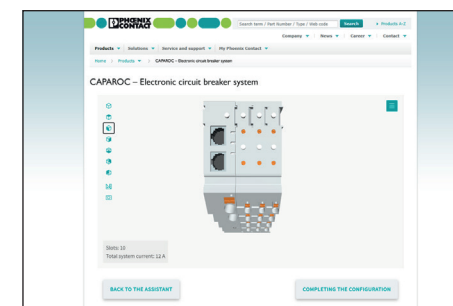 PHŒNIX CONTACT
Search term / Part Number / Type / Web code
Search
Products A-Z
Company
News
Career
Contact
Products
Solutions
Service and support
My Phoenix Contact
Home / Products / CAPAROC – Electronic circuit breaker system
CAPAROC – Electronic circuit breaker system
Slots: 10
Total system current: 12 A
BACK TO THE ASSISTANT
COMPLETING THE CONFIGURATION